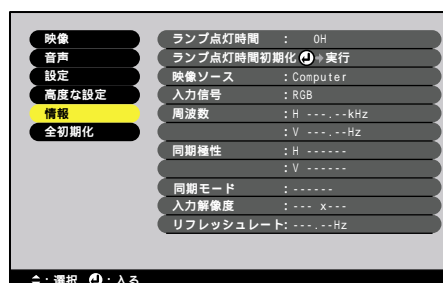 映像
音声
設定
高度な設定
情報
全初期化
ランプ点灯時間 : 0H
ランプ点灯時間初期化 実行
映像ソース :Computer
入力信号 :RGB
周波数 :H ---.--kHz
:V ---.--Hz
同期極性 :H ------
:V ------
同期モード :------
入力解像度 :--- x---
リフレッシュレート:---.--Hz
:選択 :入る